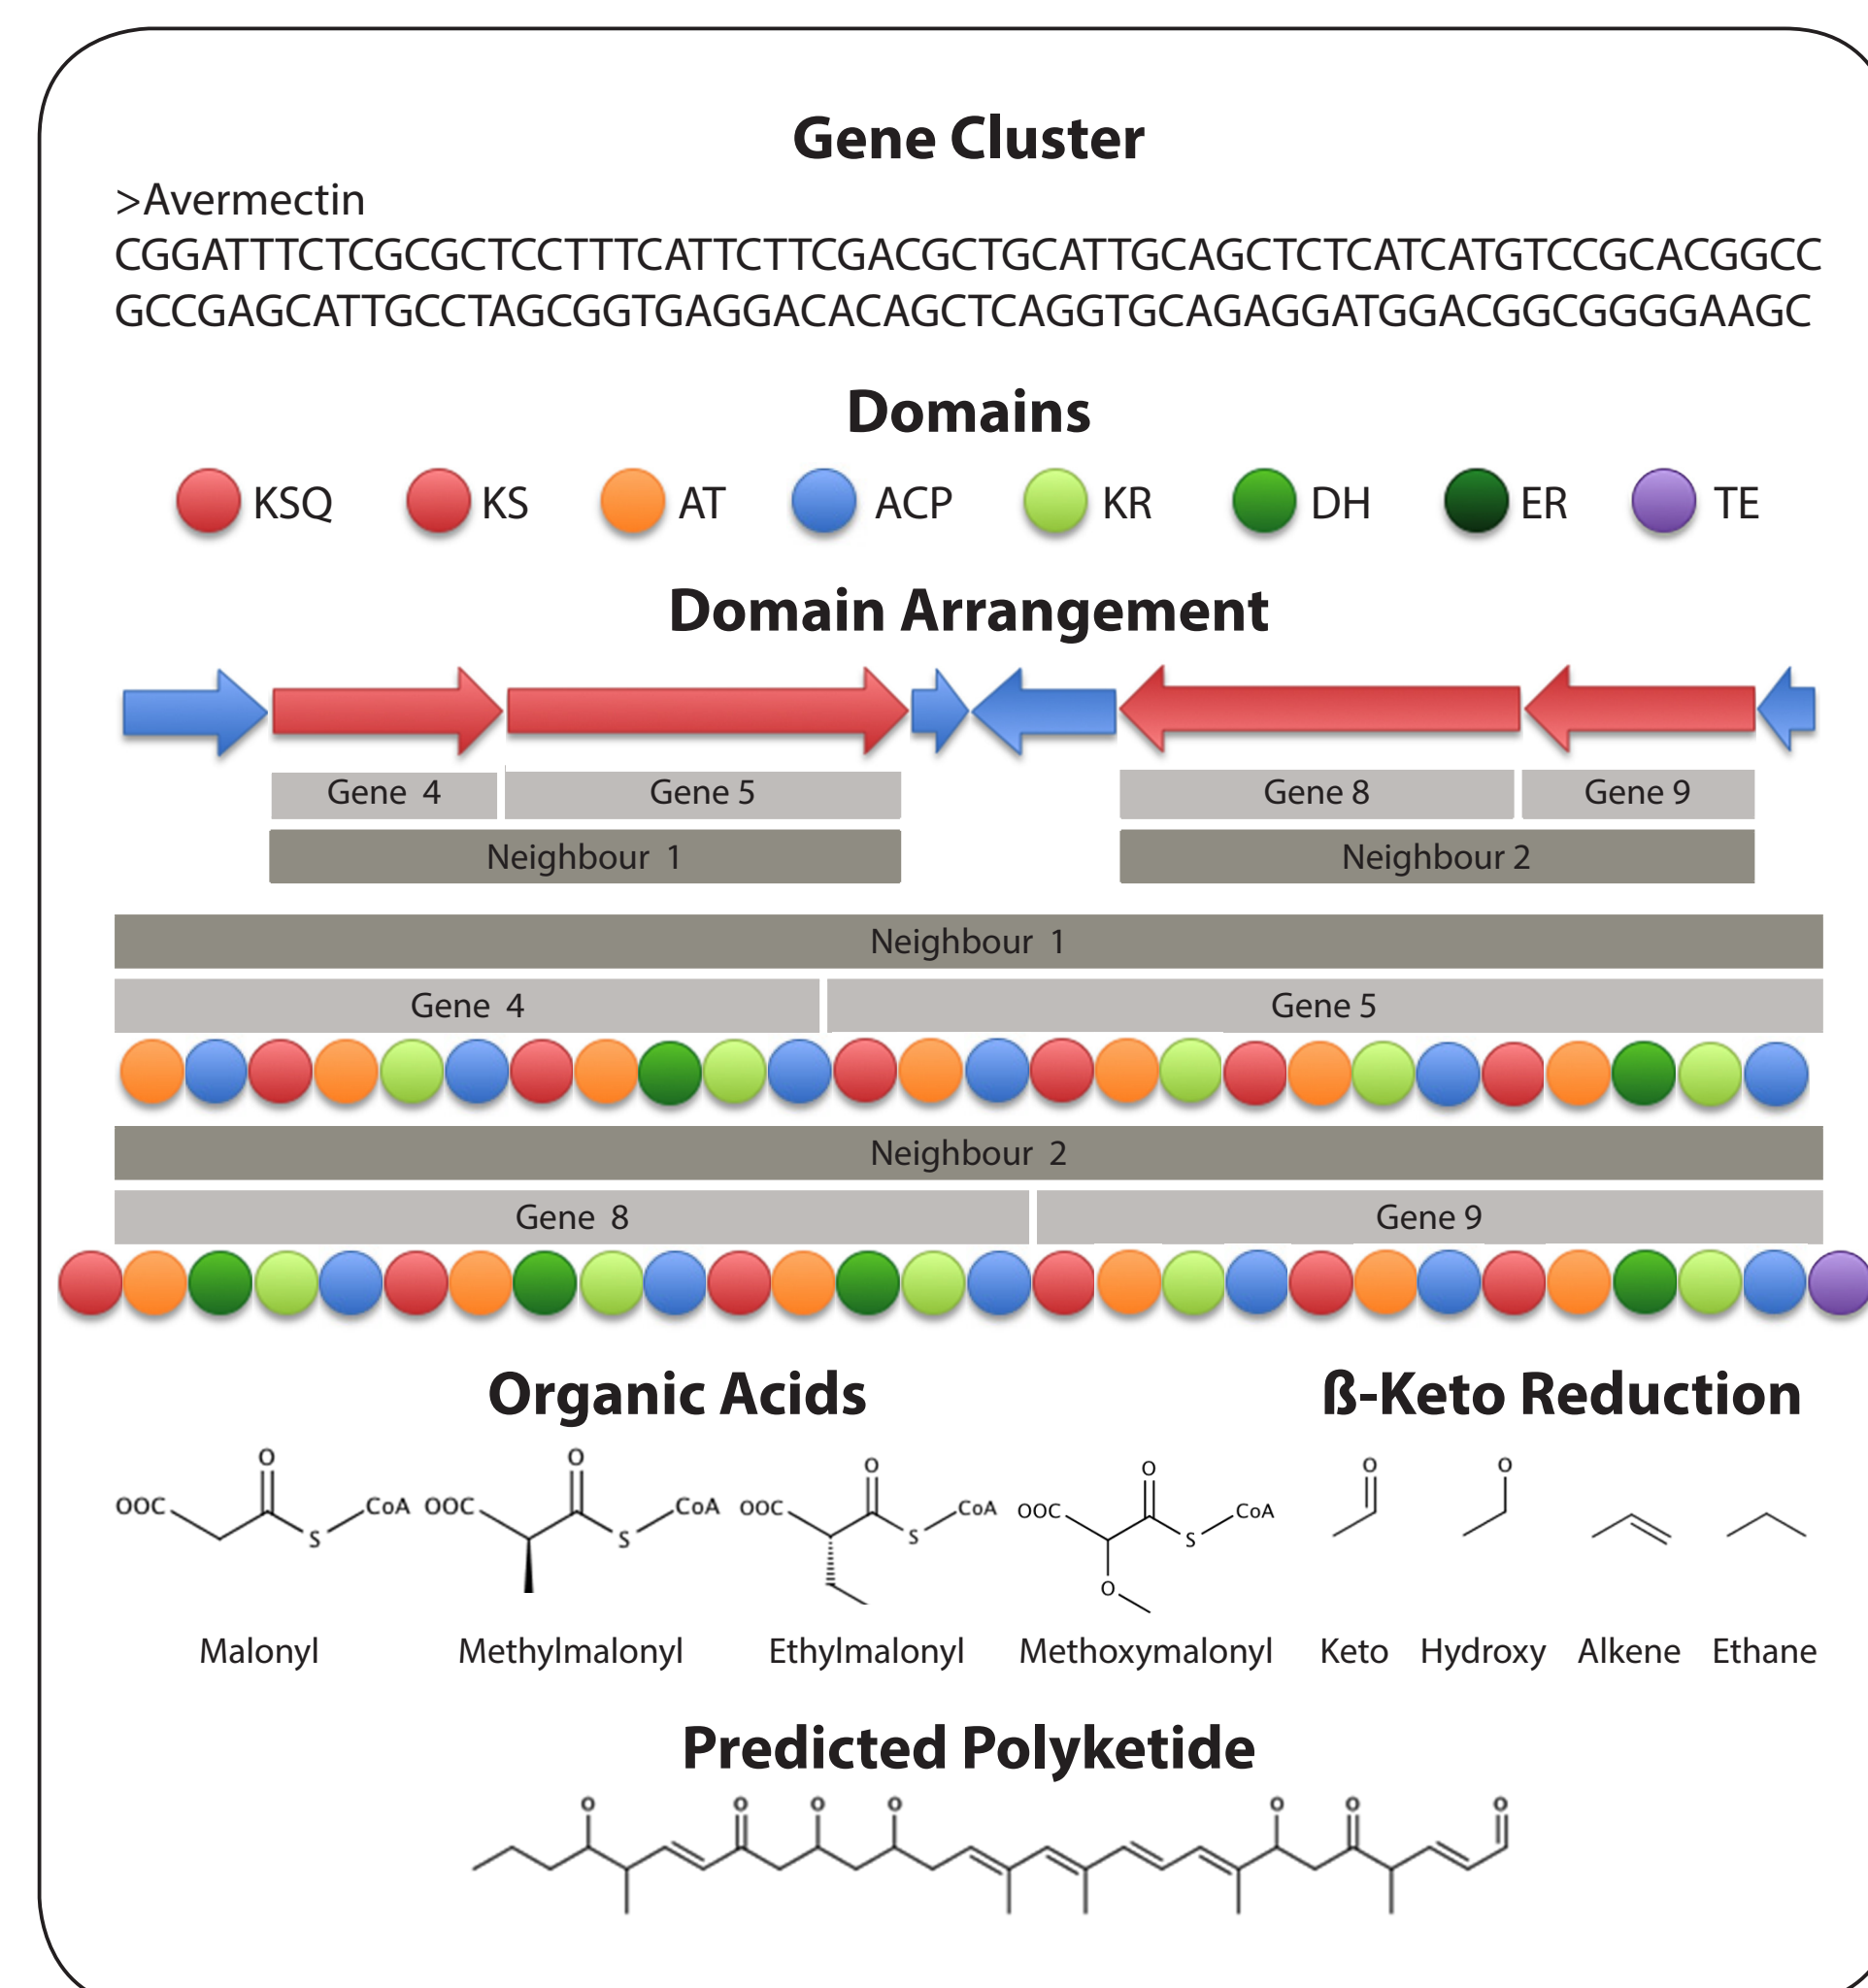 Gene Cluster
>Avermectin
CGGATTTCTCGCGCTCCTTTCATTCTTCGACGCTGCATTGCAGCTCTCATCATGTCCGCACGGCC
GCCGAGCATTGCCTAGCGGTGAGGACACAGCTCAGGTGCAGAGGATGGACGGCGGGGAAGC
Domains
KSQ KS AT ACP KR DH ER TE
Domain Arrangement
Gene 4 Gene 5 Gene 8 Gene 9
Neighbour 1 Neighbour 2
Neighbour 1
Gene 4 Gene 5
Neighbour 2
Gene 8 Gene 9
Organic Acids ß-Keto Reduction
O O O O O O
OOC CoA OOC CoA OOC CoA OOC CoA
S S S S
O
Malonyl Methylmalonyl Ethylmalonyl Methoxymalonyl Keto Hydroxy Alkene Ethane
Predicted Polyketide
O O O O O O O